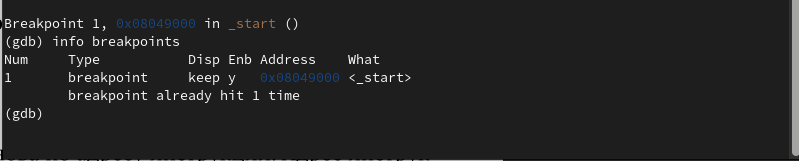 Breakpoint 1, 0x08049000 in _start ()
(gdb) info breakpoints
Num     Type           Disp Enb Address    What
1       breakpoint     keep y   0x08049000 <_start>
        breakpoint already hit 1 time
(gdb)